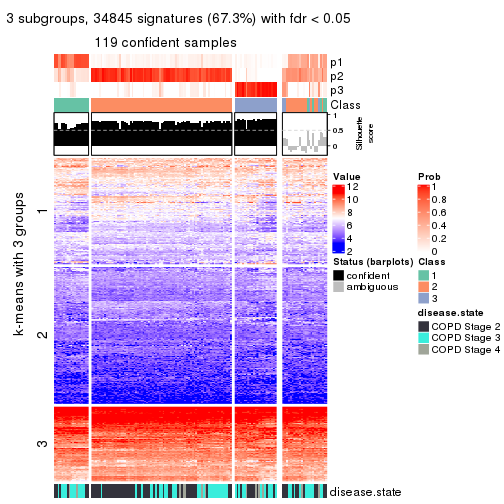 3 subgroups, 34845 signatures (67.3%) with fdr < 0.05
119 confident samples
p1
p2
p3
Class
1
0.5
0
Silhouette
score
k-means with 3 groups
1
2
3
disease.state
Value
12
10
8
6
4
2
Prob
1
0.8
0.6
0.4
0.2
0
Status (barplots)
confident
ambiguous
Class
1
2
3
disease.state
COPD Stage 2
COPD Stage 3
COPD Stage 4